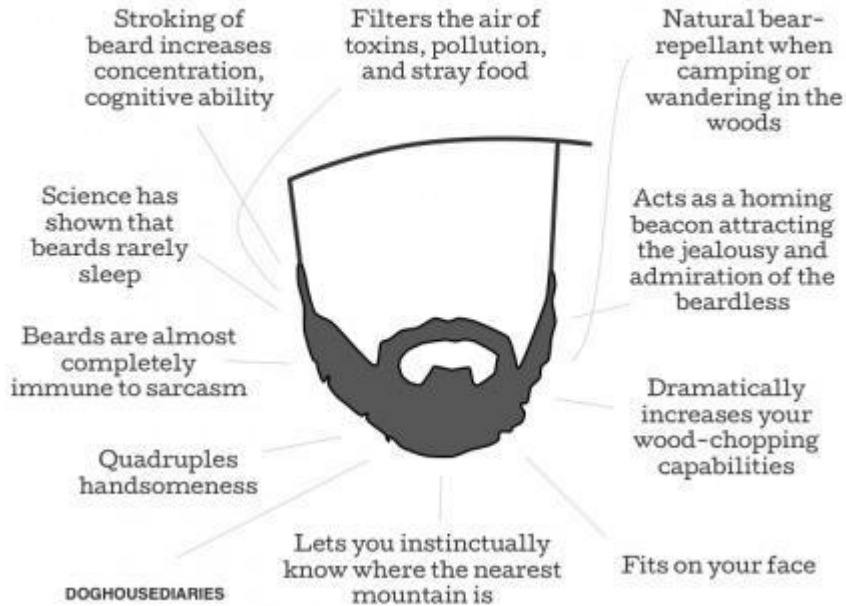 Stroking of
beard increases
concentration,
cognitive ability
Filters the air of
toxins, pollution,
and stray food
Natural bear-
repellant when
camping or
wandering in the
woods
Science has
shown that
beards rarely
sleep
Acts as a homing
beacon attracting
the jealousy and
admiration of the
beardless
Beards are almost
completely
immune to sarcasm
Dramatically
increases your
wood-chopping
capabilities
Quadruples
handsomeness
Lets you instinctually
know where the nearest
mountain is
Fits on your face
DOGHOUSEDIARIES